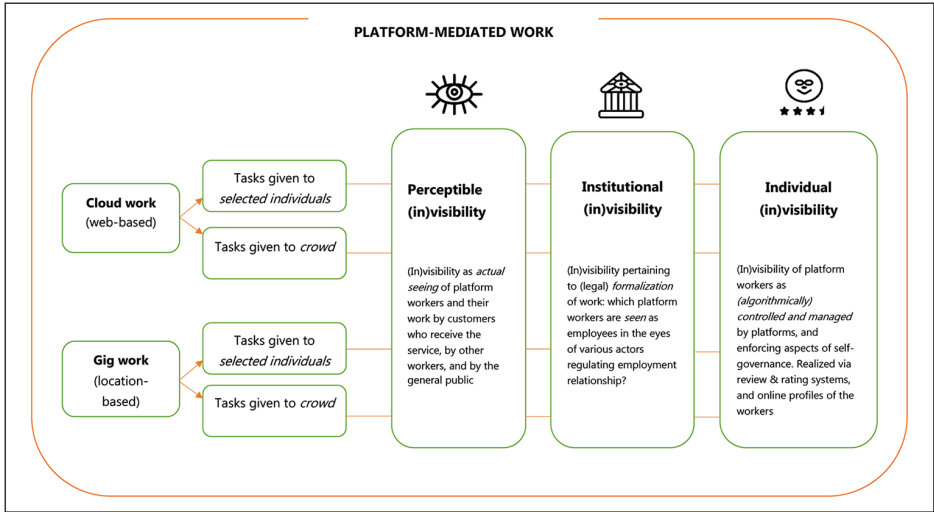 PLATFORM-MEDIATED WORK
Cloud work
(web-based)
Tasks given to
selected individuals
Tasks given to crowd
Gig work
(location-
based)
Tasks given to
selected individuals
Tasks given to crowd
Perceptible
(in)visibility
(In)visibility as actual
seeing of platform
workers and their
work by customers
who receive the
service, by other
workers, and by the
general public
Institutional
(in)visibility
(In)visibility pertaining
to (legal) formalization
of work: which platform
workers are seen as
employees in the eyes
of various actors
regulating employment
relationship?
Individual
(in)visibility
(In)visibility of platform
workers as
(algorithmically)
controlled and managed
by platforms, and
enforcing aspects of self-
governance. Realized via
review & rating systems,
and online profiles of the
workers